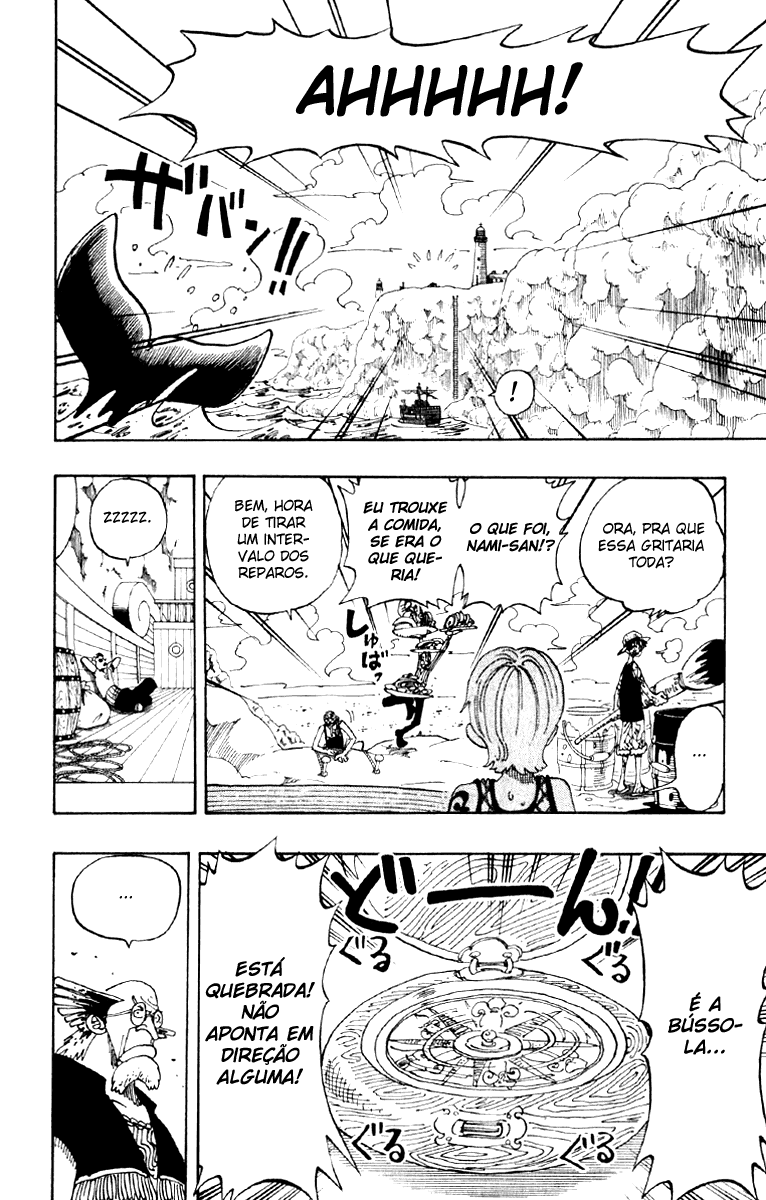 AHHHHH!
ザバン!!
!
ORA, PRA QUE
ESSA GRITARIA
TODA?
O QUE FOI,
NAMI-SAN!?
EU TROUXE
A COMIDA,
SE ERA O
QUE QUE-
RIA!
BEM, HORA
DE TIRAR
UM INTER-
VALO DOS
REPAROS.
しゅばっ
...
ZZZZZ.
É A
BÚSSO-
LA...
どーん!
ぐる
ぐる
ぐる
ぐる
ESTÁ
QUEBRADA!
NÃO
APONTA EM
DIREÇÃO
ALGUMA!
...